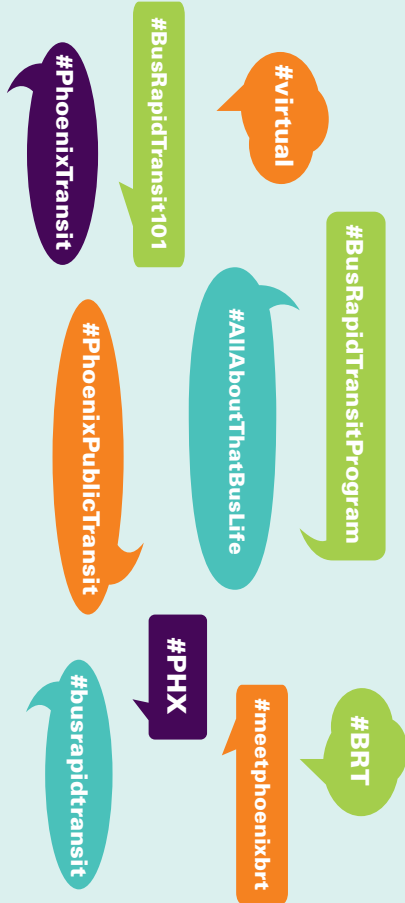 #virtual
#BusRapidTransitProgram
#BRT
#AllAboutThatBusLife
#meetphoenixbrt
#BusRapidTransit101
#PHX
#PhoenixTransit
#PhoenixPublicTransit
#busrapidtransit